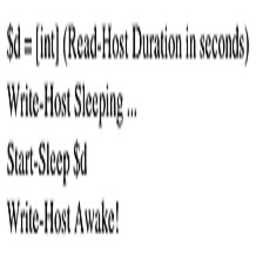 $d = [int] (Read-Host Duration in seconds)
Write-Host Sleeping ...
Start-Sleep $d
Write-Host Awake!